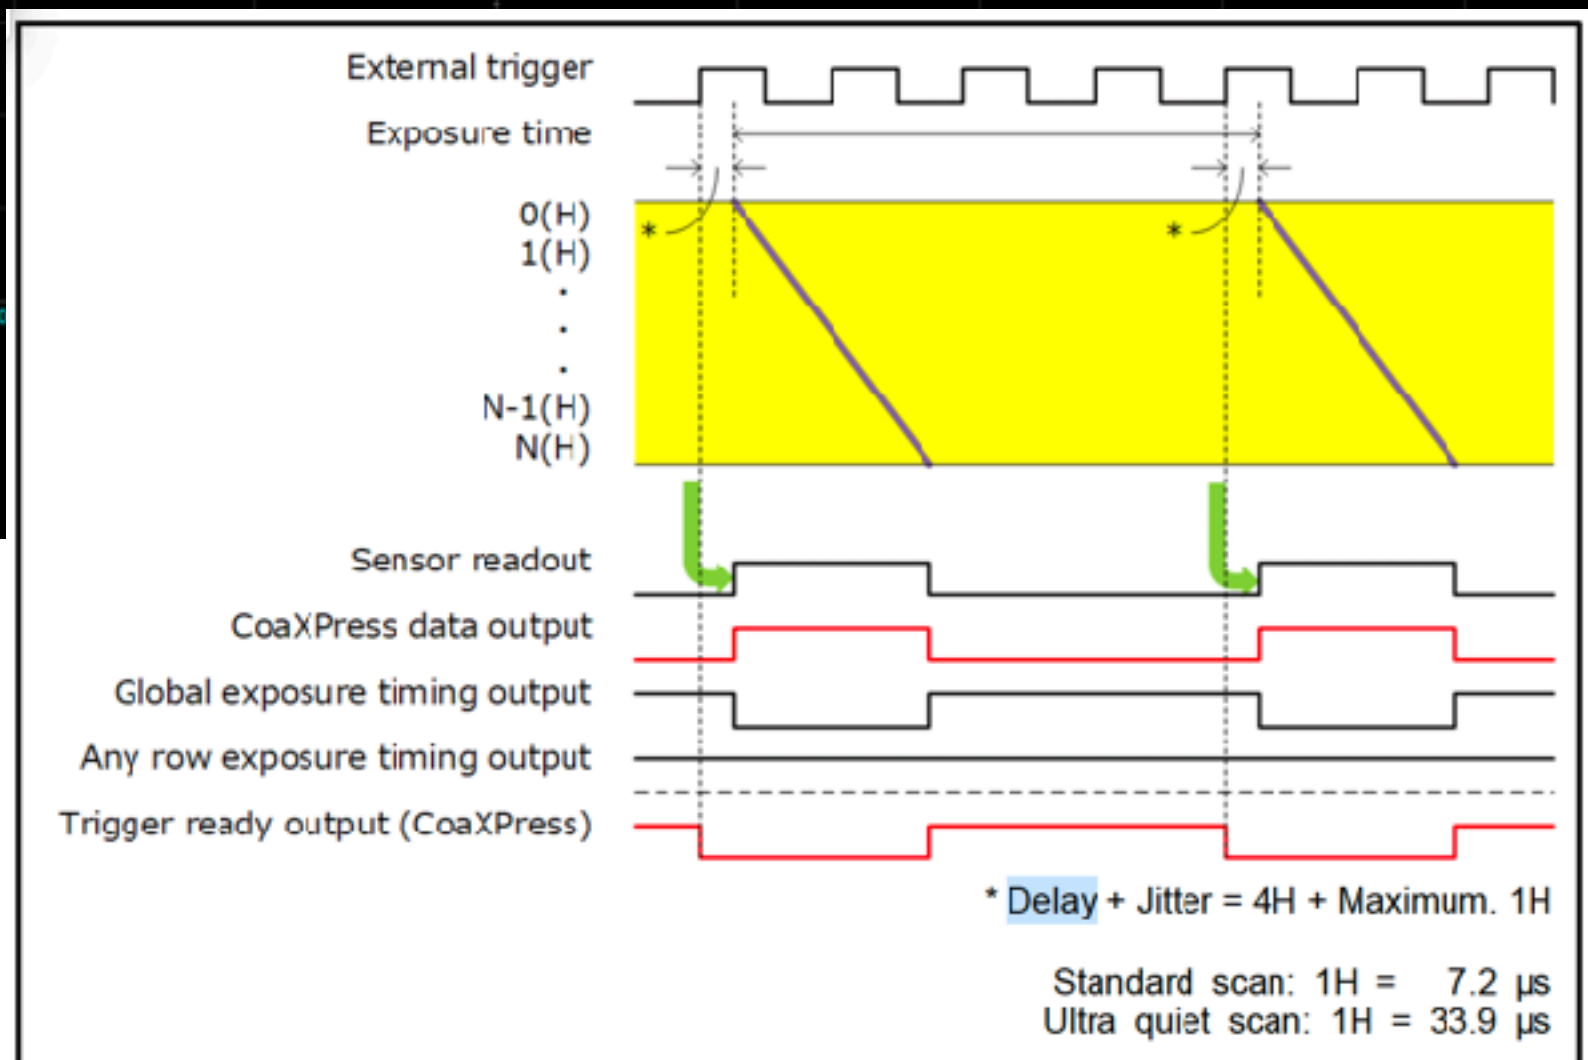 External trigger
Exposure time
0(H)
*
*
1(H)
.
.
.
N-1(H)
N(H)
Sensor readout
CoaXPress data output
Global exposure timing output
Any row exposure timing output
Trigger ready output (CoaXPress)
* Delay + Jitter = 4H + Maximum. 1H
Standard scan: 1H = 7.2 µs
Ultra quiet scan: 1H = 33.9 µs